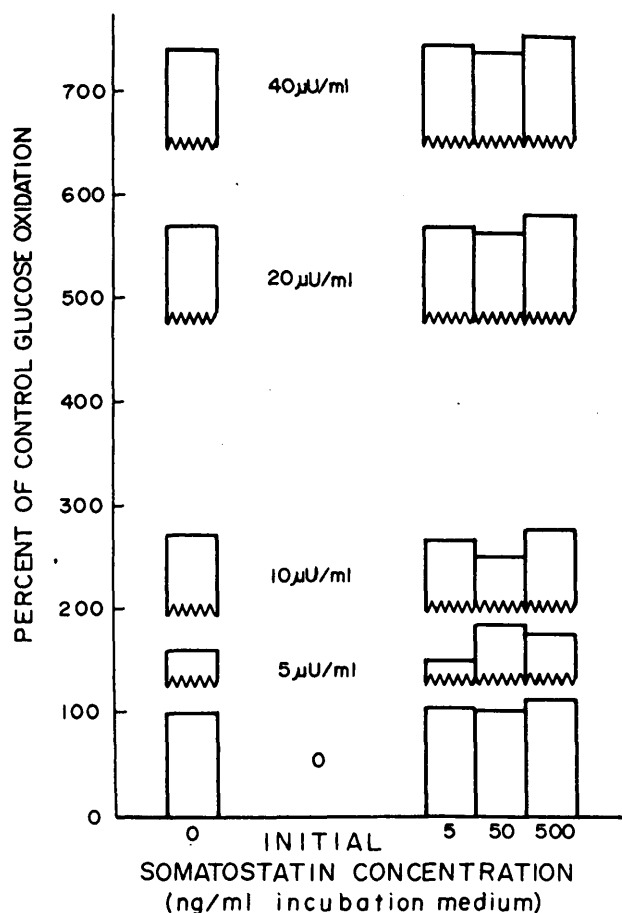 PERCENT OF CONTROL GLUCOSE OXIDATION
700
600
500
400
300
200
100
0
40μU/ml
20μU/ml
10μU/ml
5μU/ml
0
0
5 50 500
INITIAL
SOMATOSTATIN CONCENTRATION
(ng/ml incubation medium)